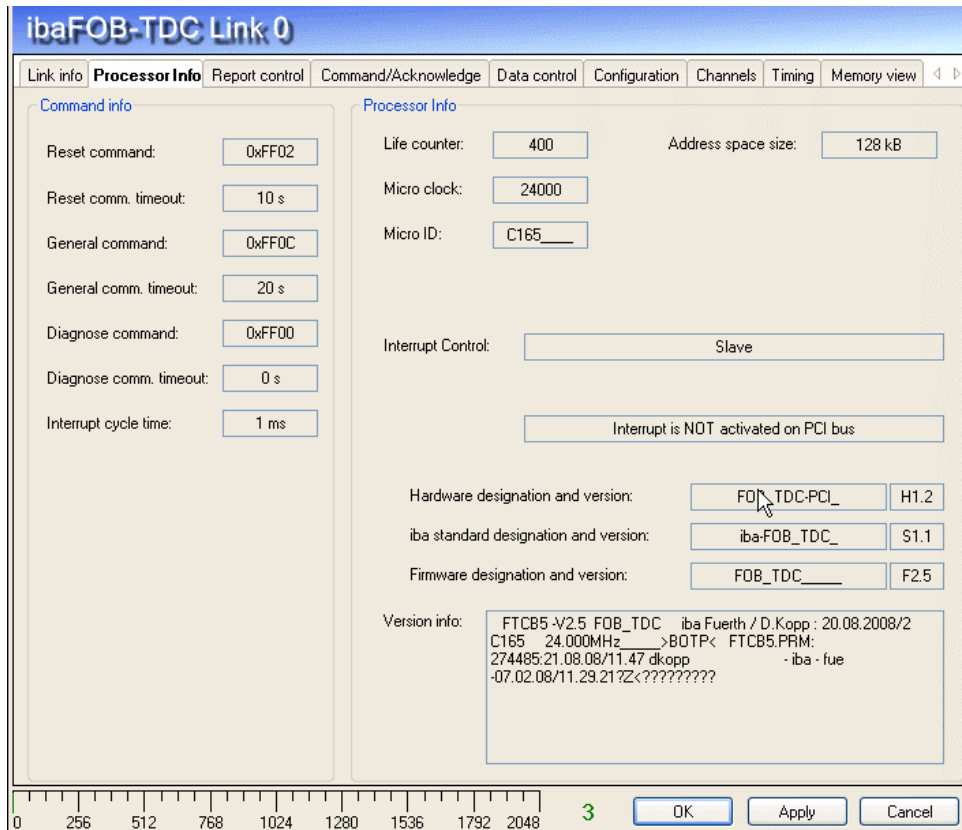 ibaFOB-TDC Link 0
Link info Processor Info Report control Command/Acknowledge Data control Configuration Channels Timing Memory view
Command info
Reset command: 0xFF02
Reset comm. timeout: 10 s
General command: 0xFF0C
General comm. timeout: 20 s
Diagnose command: 0xFF00
Diagnose comm. timeout: 0 s
Interrupt cycle time: 1 ms
Processor Info
Life counter: 400 Address space size: 128 kB
Micro clock: 24000
Micro ID: C165____
Interrupt Control: Slave
Interrupt is NOT activated on PCI bus
Hardware designation and version: FOB_TDC-PCI_ H1.2
iba standard designation and version: iba-FOB_TDC_ S1.1
Firmware designation and version: FOB_TDC_____ F2.5
Version info: FTCB5 -V2.5 FOB_TDC iba Fuerth / D.Kopp : 20.08.2008/2
C165 24.000MHz_____>BOTP< FTCB5.PRM:
274485:21.08.08/11.47 dkopp - iba - fue
-07.02.08/11.29.21?Z<?????????
0 256 512 768 1024 1280 1536 1792 2048
3 OK Apply Cancel